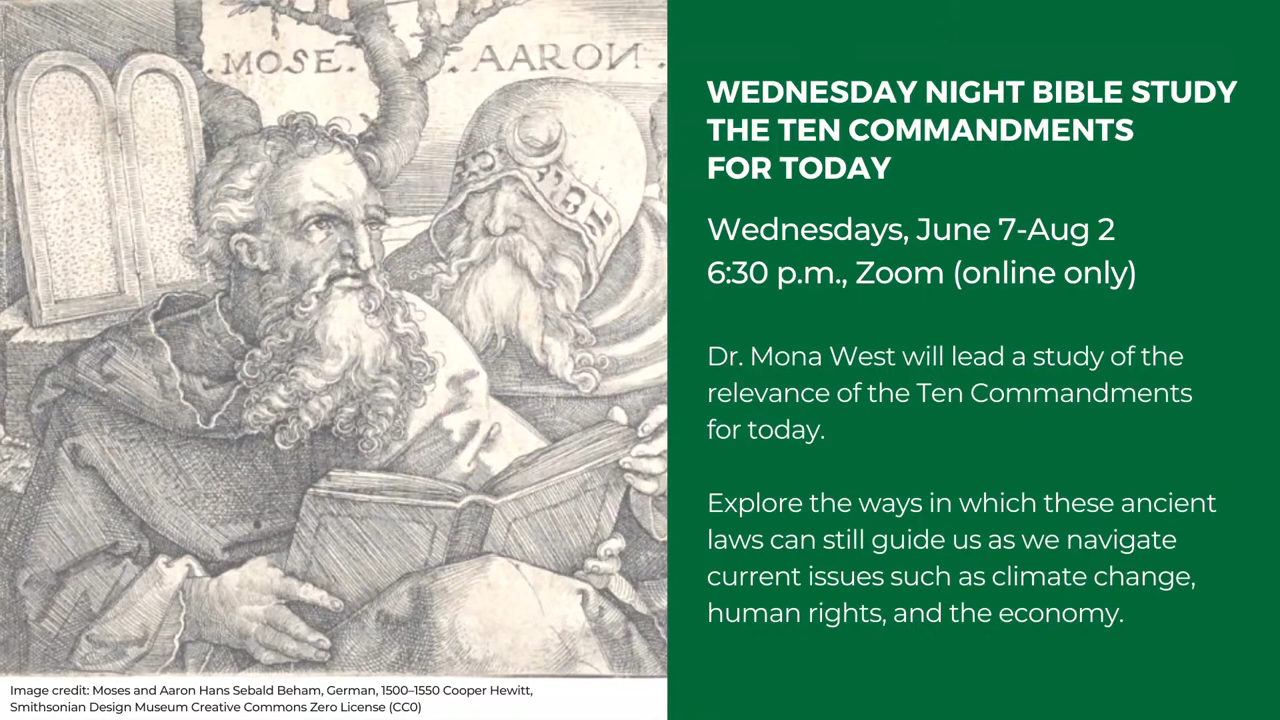 . MOSE. . AARON .
WEDNESDAY NIGHT BIBLE STUDY
THE TEN COMMANDMENTS
FOR TODAY
Wednesdays, June 7-Aug 2
6:30 p.m., Zoom (online only)
Dr. Mona West will lead a study of the
relevance of the Ten Commandments
for today.
Explore the ways in which these ancient
laws can still guide us as we navigate
current issues such as climate change,
human rights, and the economy.
Image credit: Moses and Aaron Hans Sebald Beham, German, 1500–1550 Cooper Hewitt,
Smithsonian Design Museum Creative Commons Zero License (CC0)